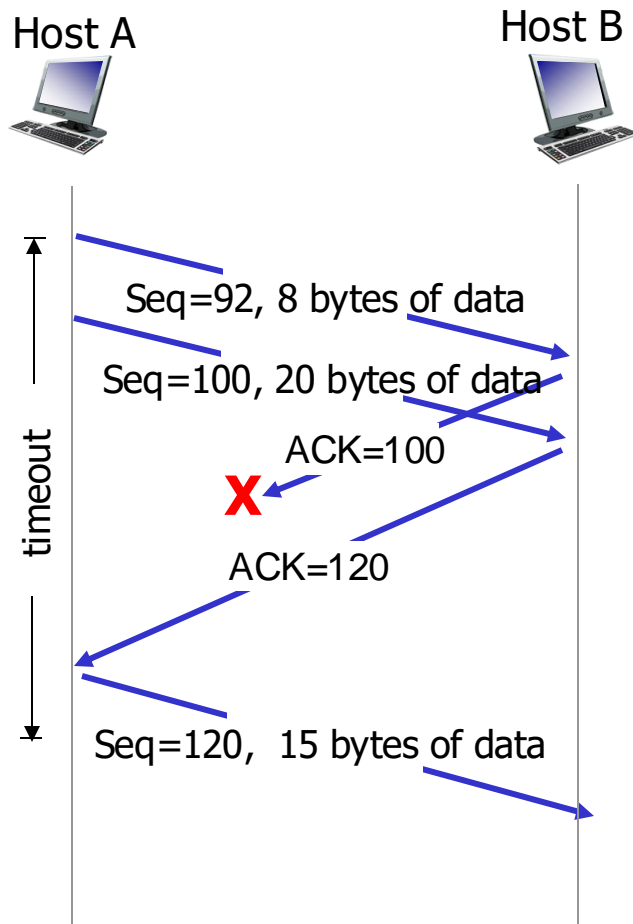 Host A
Host B
Seq=92, 8 bytes of data
Seq=100, 20 bytes of data
ACK=100
X
timeout
ACK=120
Seq=120, 15 bytes of data